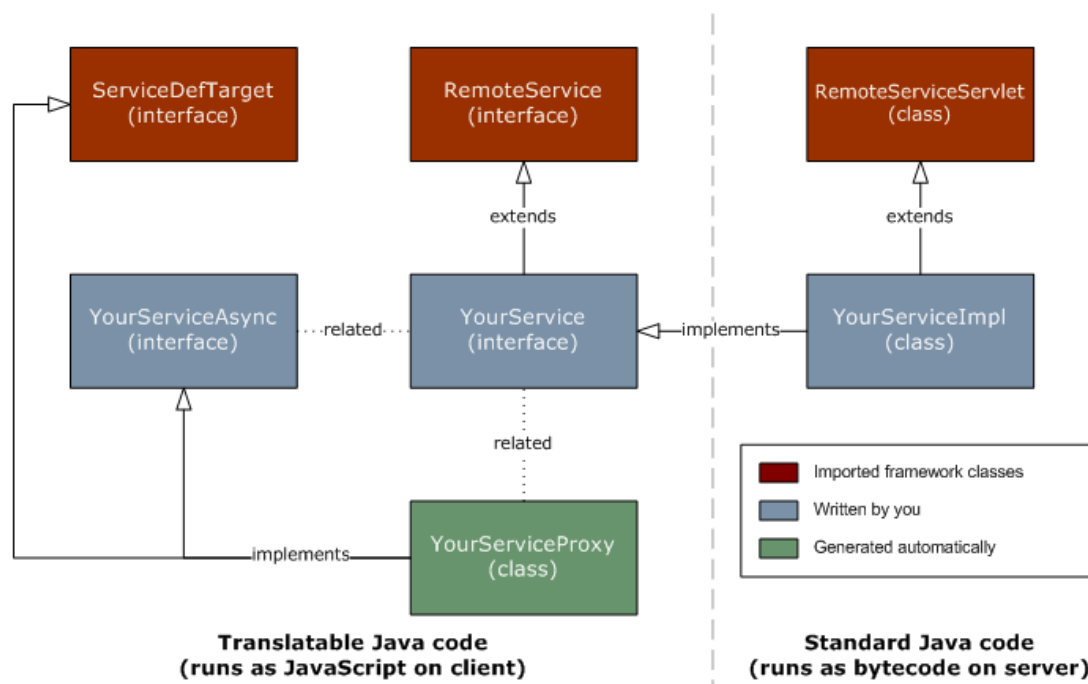 ServiceDefTarget
(interface)
RemoteService
(interface)
RemoteServiceServlet
(class)
extends
extends
YourServiceAsync
(interface)
related
YourService
(interface)
implements
YourServiceImpl
(class)
related
implements
YourServiceProxy
(class)
Imported framework classes
Written by you
Generated automatically
Translatable Java code
(runs as JavaScript on client)
Standard Java code
(runs as bytecode on server)